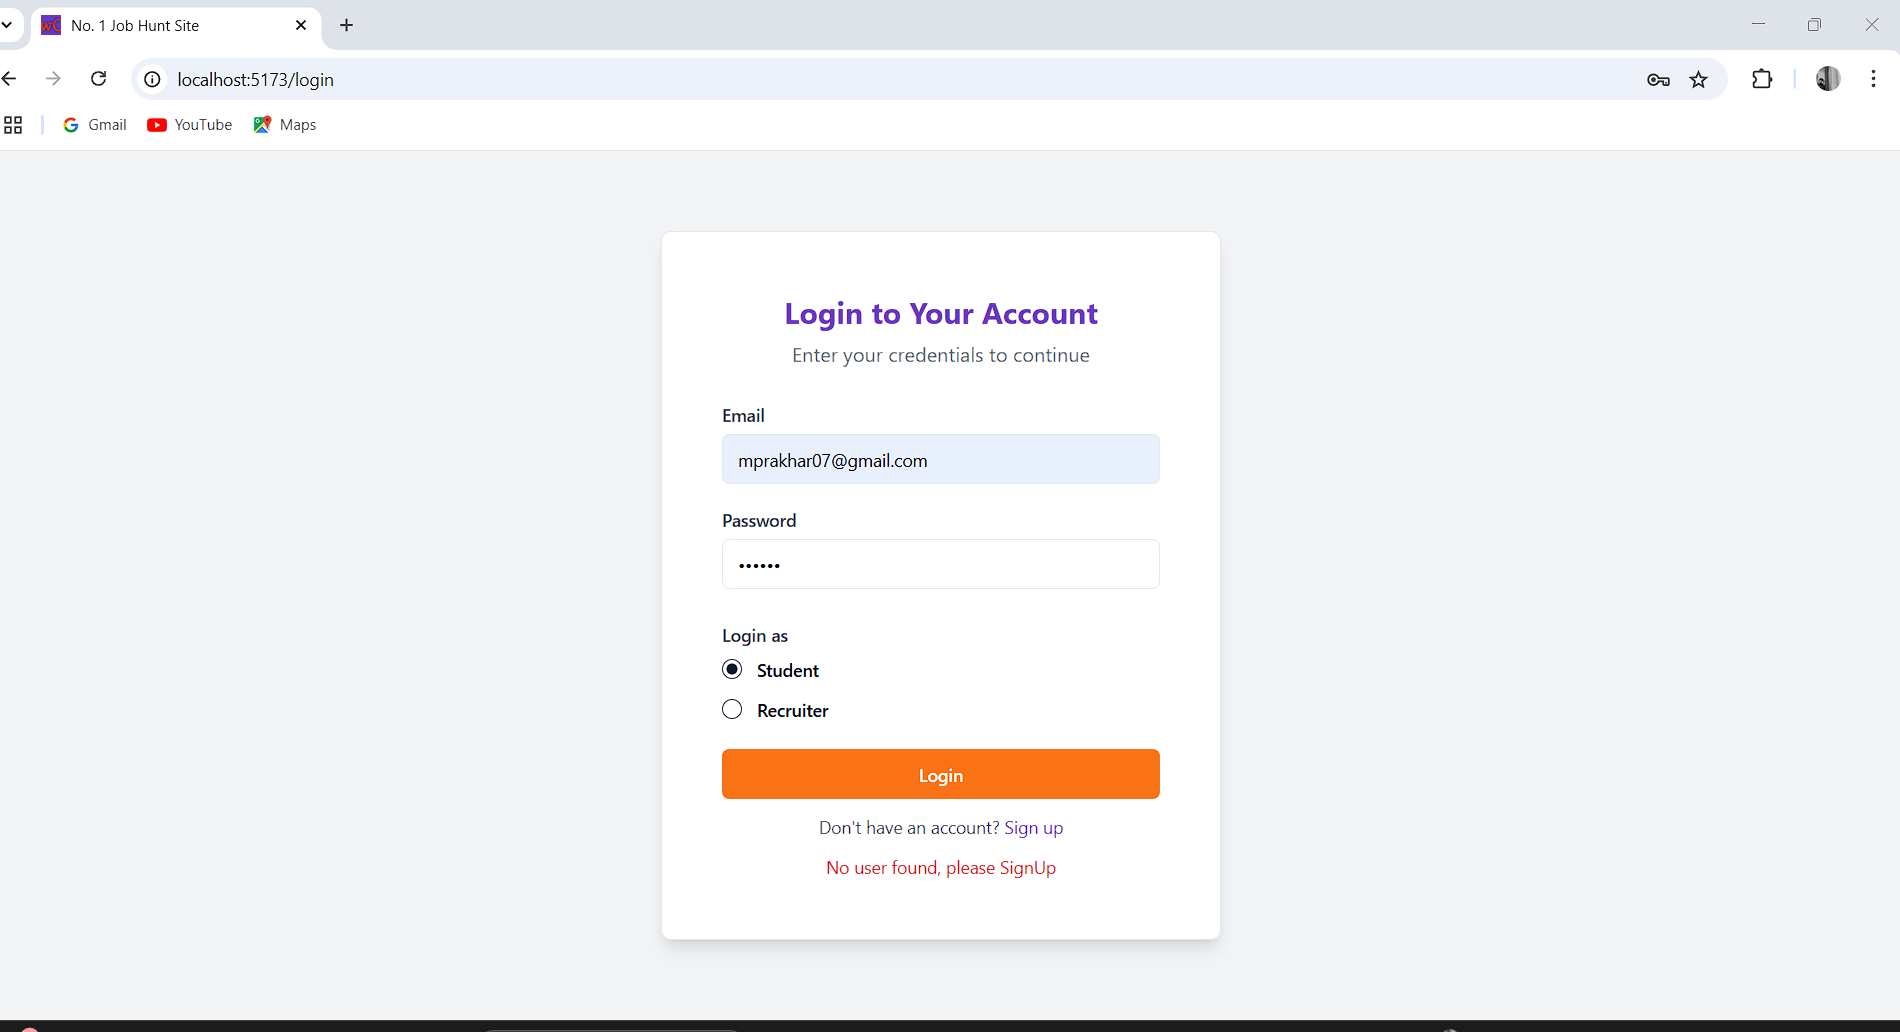 No. 1 Job Hunt Site
localhost:5173/login
Gmail YouTube Maps
Login to Your Account
Enter your credentials to continue
Email
mprakhar07@gmail.com
Password
••••••
Login as
Student
Recruiter
Login
Don't have an account? Sign up
No user found, please SignUp